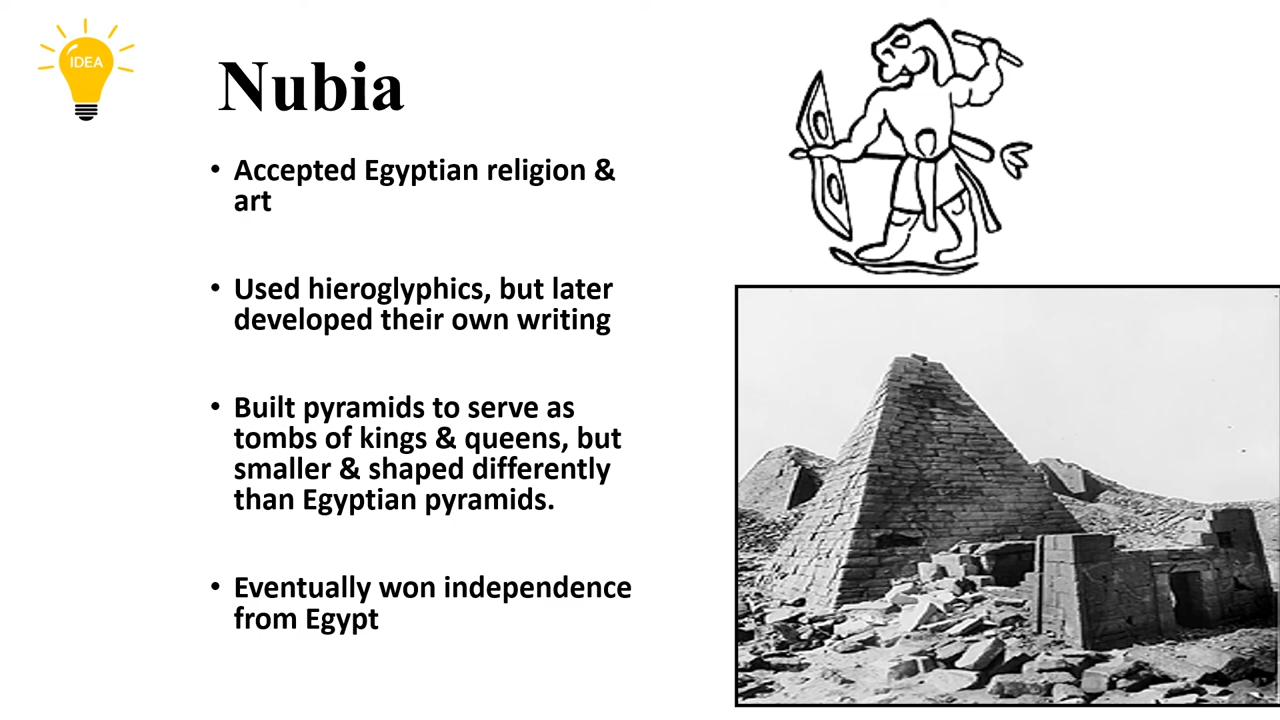 IDEA
Nubia
• Accepted Egyptian religion &
art
• Used hieroglyphics, but later
developed their own writing
• Built pyramids to serve as
tombs of kings & queens, but
smaller & shaped differently
than Egyptian pyramids.
• Eventually won independence
from Egypt